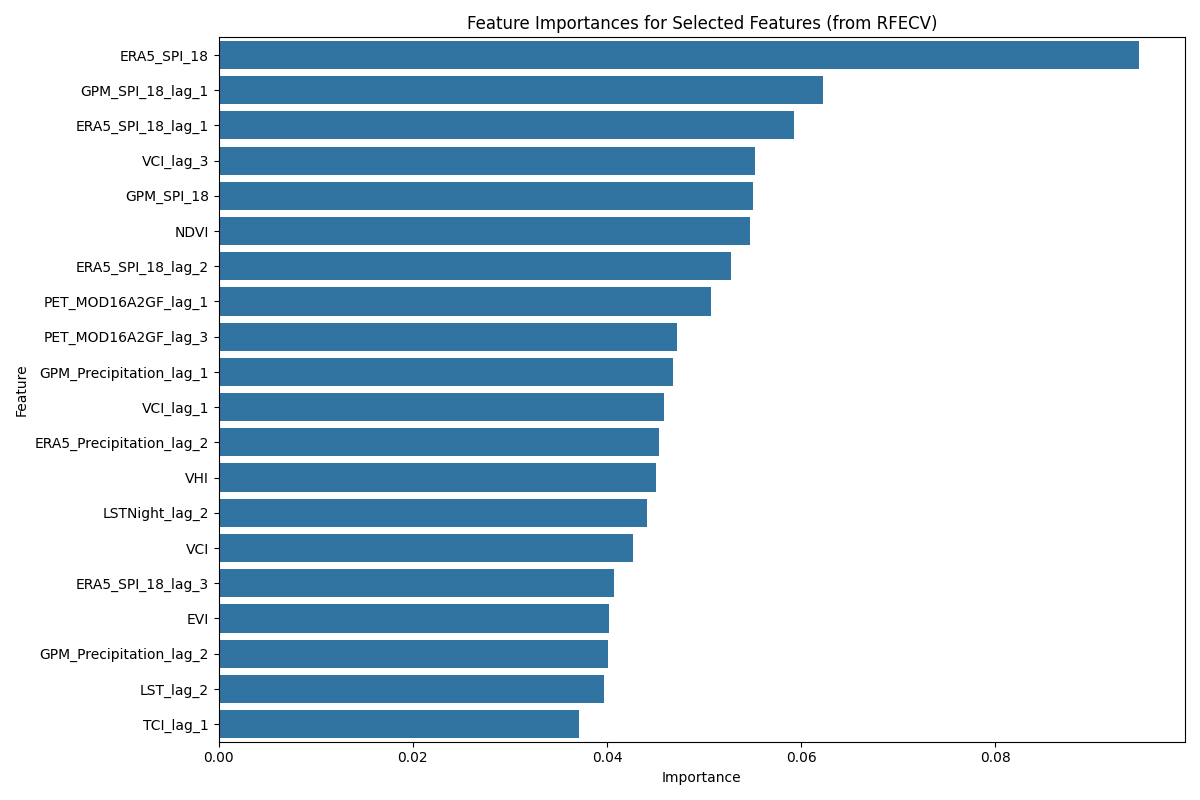 Feature Importances for Selected Features (from RFECV)
ERA5_SPI_18
GPM_SPI_18_lag_1
ERA5_SPI_18_lag_1
VCI_lag_3
GPM_SPI_18
NDVI
ERA5_SPI_18_lag_2
PET_MOD16A2GF_lag_1
PET_MOD16A2GF_lag_3
GPM_Precipitation_lag_1
VCI_lag_1
ERA5_Precipitation_lag_2
VHI
LSTNight_lag_2
VCI
ERA5_SPI_18_lag_3
EVI
GPM_Precipitation_lag_2
LST_lag_2
TCI_lag_1
Feature
0.00 0.02 0.04 0.06 0.08
Importance